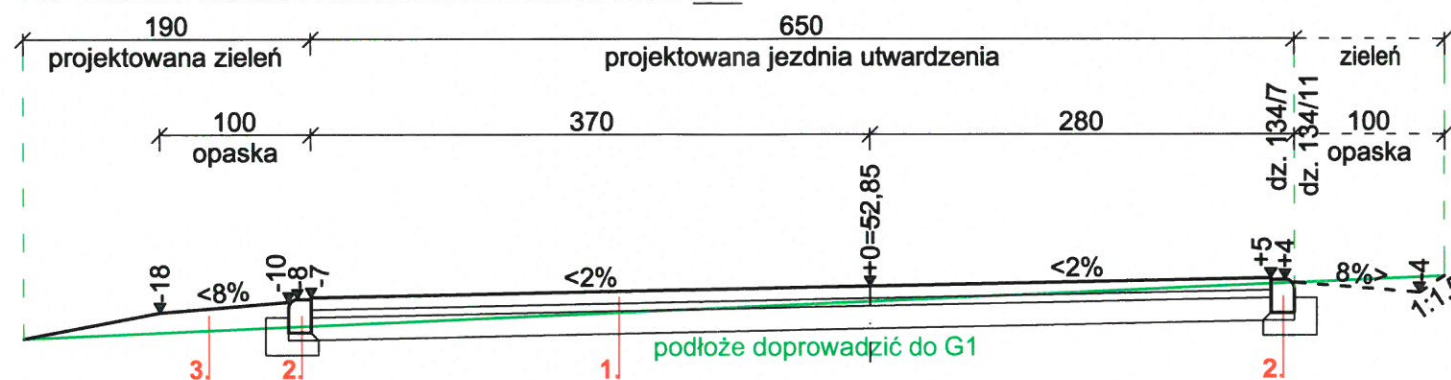 190
650
projektowana zieleń
projektowana jezdnia utwardzenia
zieleń
dz. 134/7
dz. 134/11
100
370
280
100
opaska
opaska
+0=52,85
-18
<8%
-10
-8
-7
<2%
<2%
+5
+4
8%>
-4
podłoże doprowadzić do G1
3.
2.
1.
2.